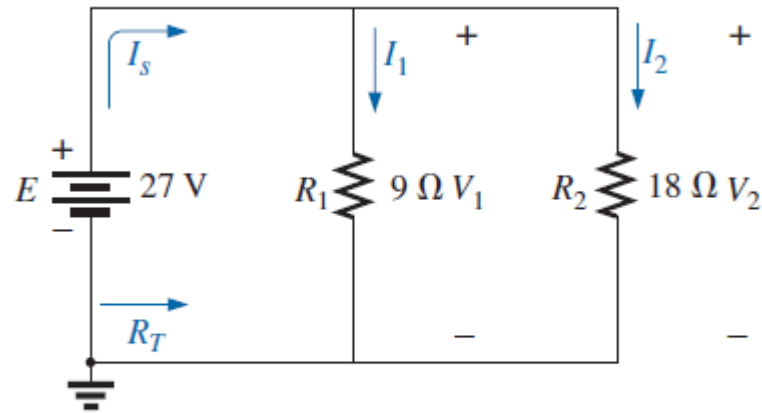 + +
I_s I_1 I_2
+
E 27 V R_1 9 Ω V_1 R_2 18 Ω V_2
−
R_T
− −